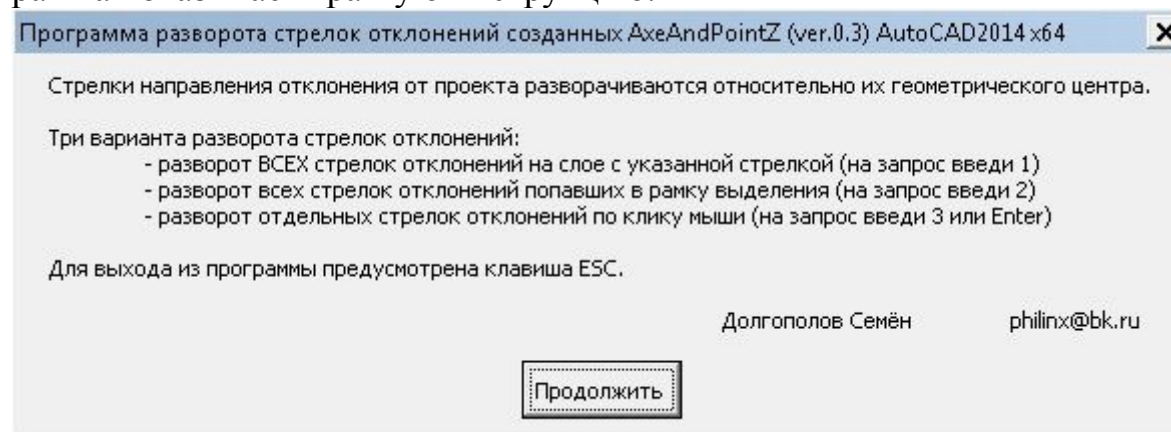 Программа разворота стрелок отклонений созданных AxeAndPointZ (ver.0.3) AutoCAD2014 x64
Стрелки направления отклонения от проекта разворачиваются относительно их геометрического центра.
Три варианта разворота стрелок отклонений:
- разворот ВСЕХ стрелок отклонений на слое с указанной стрелкой (на запрос введи 1)
- разворот всех стрелок отклонений попавших в рамку выделения (на запрос введи 2)
- разворот отдельных стрелок отклонений по клику мыши (на запрос введи 3 или Enter)
Для выхода из программы предусмотрена клавиша ESC.
Долгополов Семён philinx@bk.ru
Продолжить